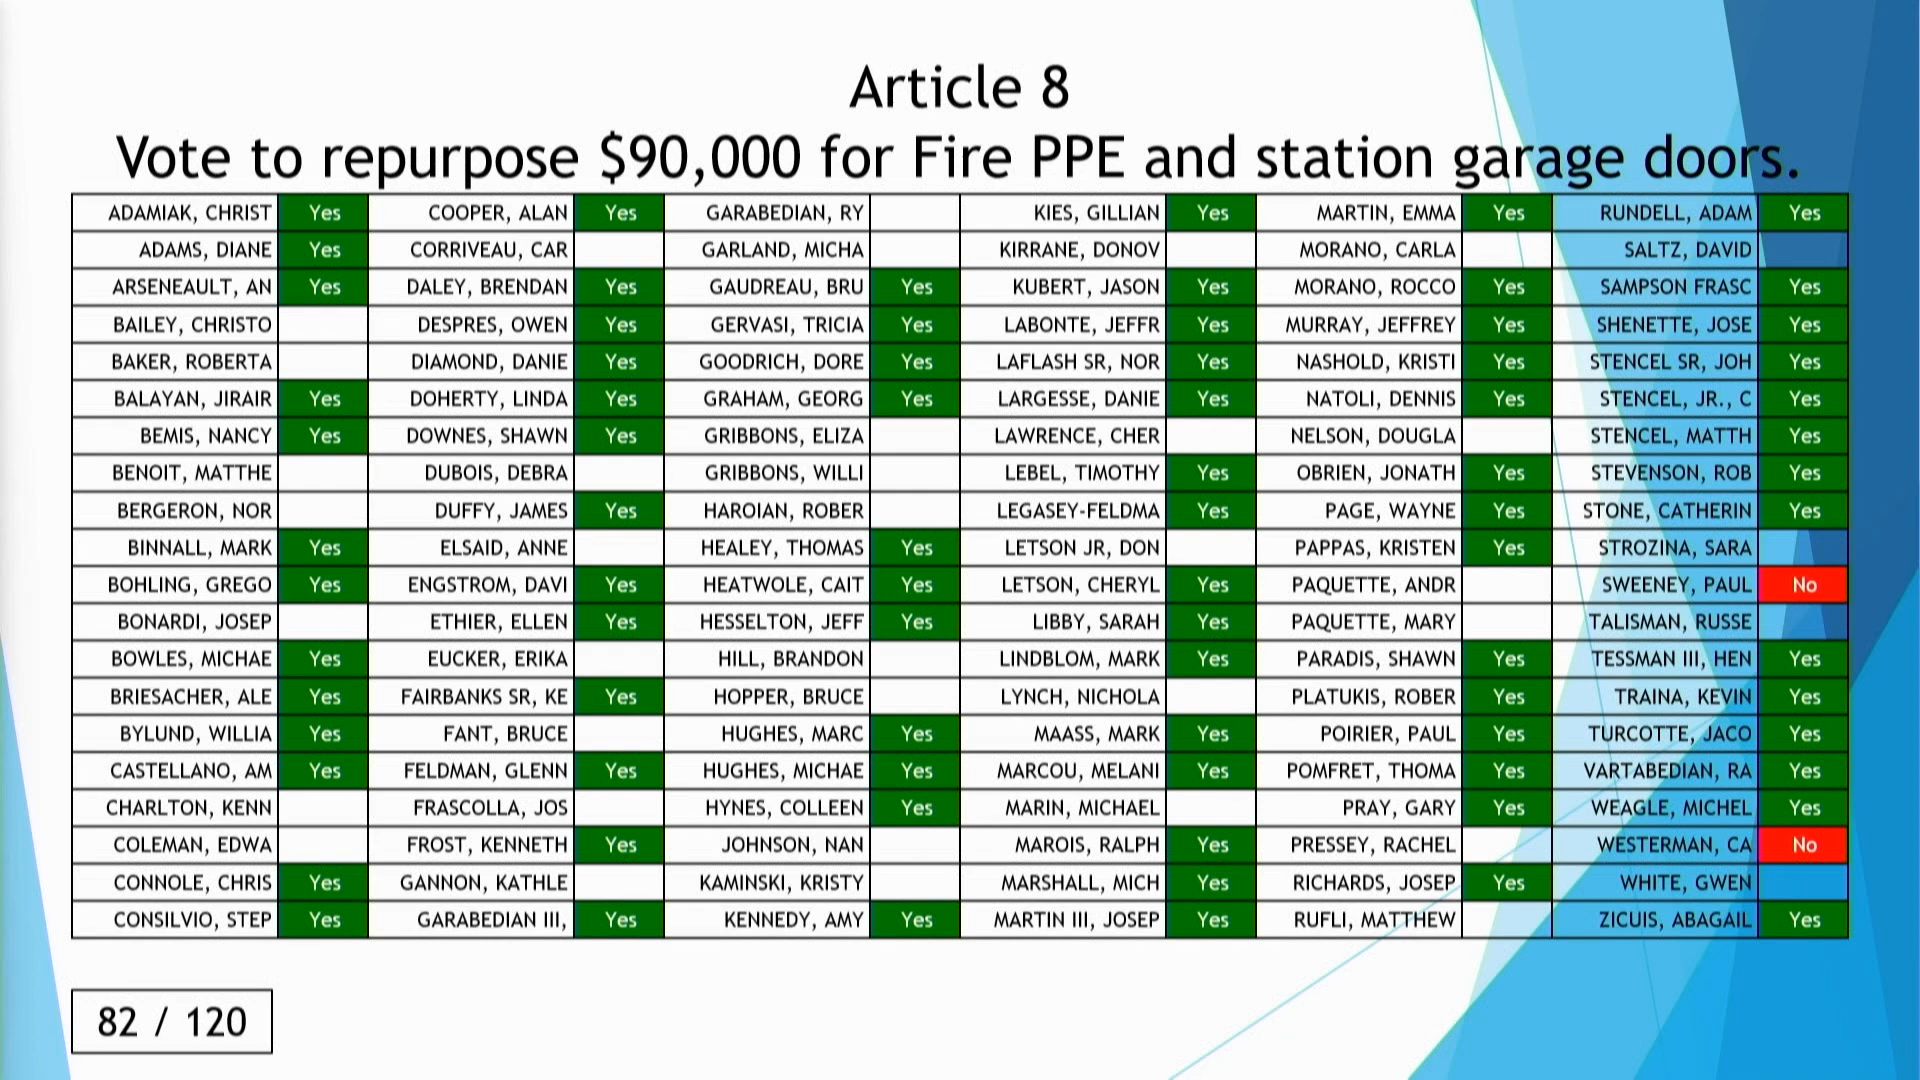 Article 8
Vote to repurpose $90,000 for Fire PPE and station garage doors.
ADAMIAK, CHRIST Yes COOPER, ALAN Yes GARABEDIAN, RY KIES, GILLIAN Yes MARTIN, EMMA Yes RUNDELL, ADAM Yes
ADAMS, DIANE Yes CORRIVEAU, CAR GARLAND, MICHA KIRRANE, DONOV MORANO, CARLA SALTZ, DAVID
ARSENEAULT, AN Yes DALEY, BRENDAN Yes GAUDREAU, BRU Yes KUBERT, JASON Yes MORANO, ROCCO Yes SAMPSON FRASC Yes
BAILEY, CHRISTO DESPRES, OWEN Yes GERVASI, TRICIA Yes LABONTE, JEFFR Yes MURRAY, JEFFREY Yes SHENETTE, JOSE Yes
BAKER, ROBERTA DIAMOND, DANIE Yes GOODRICH, DORE Yes LAFLASH SR, NOR Yes NASHOLD, KRISTI Yes STENCEL SR, JOH Yes
BALAYAN, JIRAIR Yes DOHERTY, LINDA Yes GRAHAM, GEORG Yes LARGESSE, DANIE Yes NATOLI, DENNIS Yes STENCEL, JR., C Yes
BEMIS, NANCY Yes DOWNES, SHAWN Yes GRIBBONS, ELIZA LAWRENCE, CHER NELSON, DOUGLA STENCEL, MATTH Yes
BENOIT, MATTHE DUBOIS, DEBRA GRIBBONS, WILLI LEBEL, TIMOTHY Yes OBRIEN, JONATH Yes STEVENSON, ROB Yes
BERGERON, NOR DUFFY, JAMES Yes HAROIAN, ROBER LEGASEY-FELDMA Yes PAGE, WAYNE Yes STONE, CATHERIN Yes
BINNALL, MARK Yes ELSAID, ANNE HEALEY, THOMAS Yes LETSON JR, DON PAPPAS, KRISTEN Yes STROZINA, SARA
BOHLING, GREGO Yes ENGSTROM, DAVI Yes HEATWOLE, CAIT Yes LETSON, CHERYL Yes PAQUETTE, ANDR SWEENEY, PAUL No
BONARDI, JOSEP ETHIER, ELLEN Yes HESSELTON, JEFF Yes LIBBY, SARAH Yes PAQUETTE, MARY TALISMAN, RUSSE
BOWLES, MICHAE Yes EUCKER, ERIKA HILL, BRANDON LINDBLOM, MARK Yes PARADIS, SHAWN Yes TESSMAN III, HEN Yes
BRIESACHER, ALE Yes FAIRBANKS SR, KE Yes HOPPER, BRUCE LYNCH, NICHOLA PLATUKIS, ROBER Yes TRAINA, KEVIN Yes
BYLUND, WILLIA Yes FANT, BRUCE HUGHES, MARC Yes MAASS, MARK Yes POIRIER, PAUL Yes TURCOTTE, JACO Yes
CASTELLANO, AM Yes FELDMAN, GLENN Yes HUGHES, MICHAE Yes MARCOU, MELANI Yes POMFRET, THOMA Yes VARTABEDIAN, RA Yes
CHARLTON, KENN FRASCOLLA, JOS HYNES, COLLEEN Yes MARIN, MICHAEL PRAY, GARY Yes WEAGLE, MICHEL Yes
COLEMAN, EDWA FROST, KENNETH Yes JOHNSON, NAN MAROIS, RALPH Yes PRESSEY, RACHEL WESTERMAN, CA No
CONNOLE, CHRIS Yes GANNON, KATHLE KAMINSKI, KRISTY MARSHALL, MICH Yes RICHARDS, JOSEP Yes WHITE, GWEN
CONSILVIO, STEP Yes GARABEDIAN III, Yes KENNEDY, AMY Yes MARTIN III, JOSEP Yes RUFLI, MATTHEW ZICUIS, ABAGAIL Yes
82 / 120